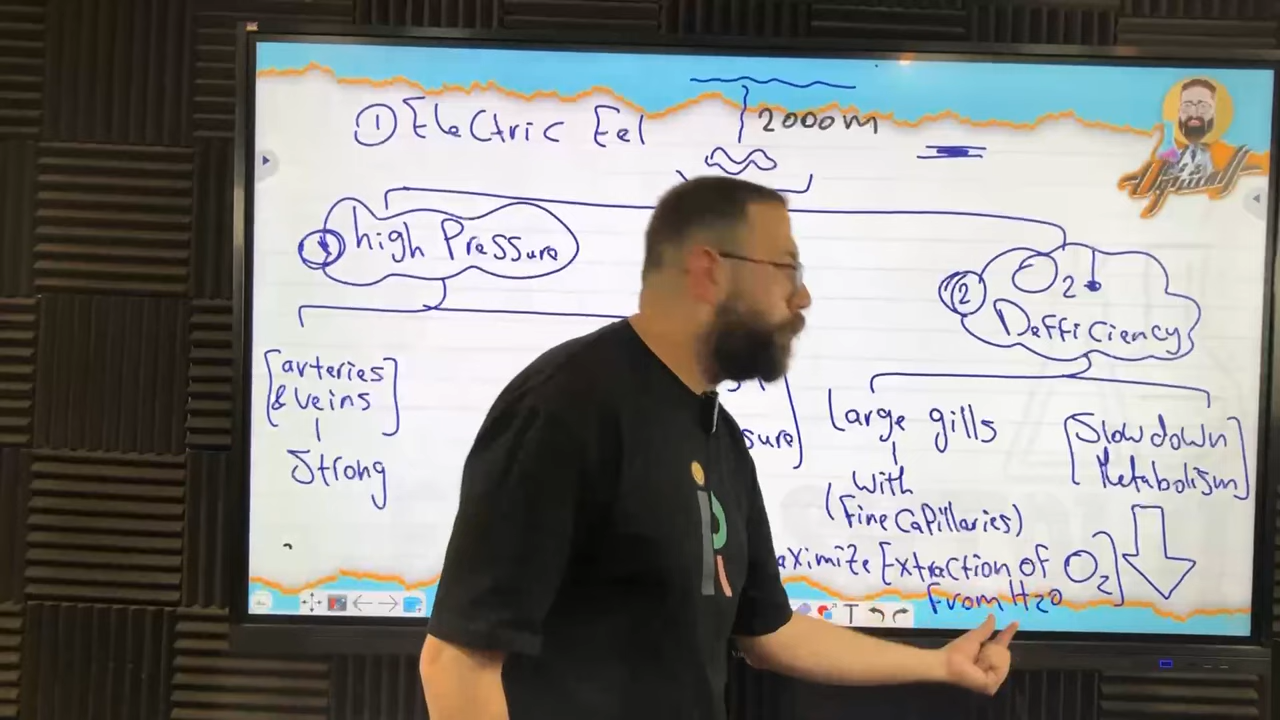 ① Electric Eel
2000m
① high Pressure
② O2
Defficiency
[arteries
& Veins]
Strong
sure]
Large gills
with
(Fine Capillaries)
aximize [Extraction of O2]
From H2O
[Slow down
Metabolism]
T